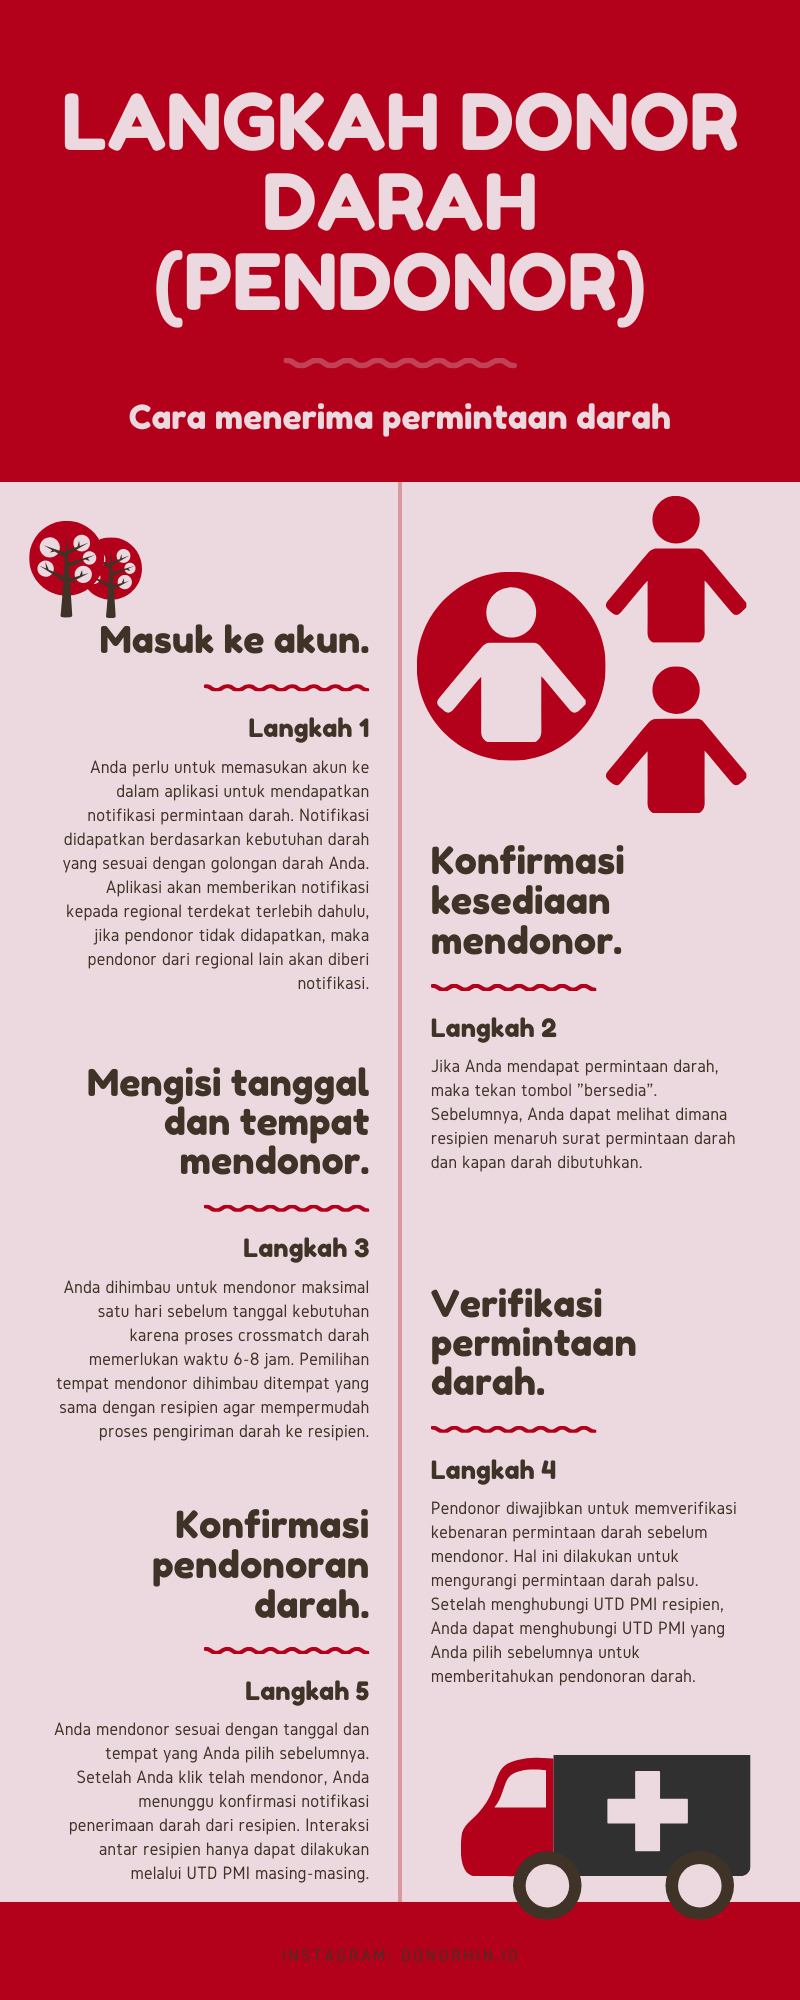 LANGKAH DONOR
DARAH
(PENDONOR)
Cara menerima permintaan darah
Masuk ke akun.
Langkah 1
Anda perlu untuk memasukan akun ke
dalam aplikasi untuk mendapatkan
notifikasi permintaan darah. Notifikasi
didapatkan berdasarkan kebutuhan darah
yang sesuai dengan golongan darah Anda.
Aplikasi akan memberikan notifikasi
kepada regional terdekat terlebih dahulu,
jika pendonor tidak didapatkan, maka
pendonor dari regional lain akan diberi
notifikasi.
Konfirmasi
kesediaan
mendonor.
Langkah 2
Jika Anda mendapat permintaan darah,
maka tekan tombol ”bersedia”.
Sebelumnya, Anda dapat melihat dimana
resipien menaruh surat permintaan darah
dan kapan darah dibutuhkan.
Mengisi tanggal
dan tempat
mendonor.
Langkah 3
Anda dihimbau untuk mendonor maksimal
satu hari sebelum tanggal kebutuhan
karena proses crossmatch darah
memerlukan waktu 6-8 jam. Pemilihan
tempat mendonor dihimbau ditempat yang
sama dengan resipien agar mempermudah
proses pengiriman darah ke resipien.
Verifikasi
permintaan
darah.
Langkah 4
Pendonor diwajibkan untuk memverifikasi
kebenaran permintaan darah sebelum
mendonor. Hal ini dilakukan untuk
mengurangi permintaan darah palsu.
Setelah menghubungi UTD PMI resipien,
Anda dapat menghubungi UTD PMI yang
Anda pilih sebelumnya untuk
memberitahukan pendonoran darah.
Konfirmasi
pendonoran
darah.
Langkah 5
Anda mendonor sesuai dengan tanggal dan
tempat yang Anda pilih sebelumnya.
Setelah Anda klik telah mendonor, Anda
menunggu konfirmasi notifikasi
penerimaan darah dari resipien. Interaksi
antar resipien hanya dapat dilakukan
melalui UTD PMI masing-masing.
INSTAGRAM: DONORHIN.ID